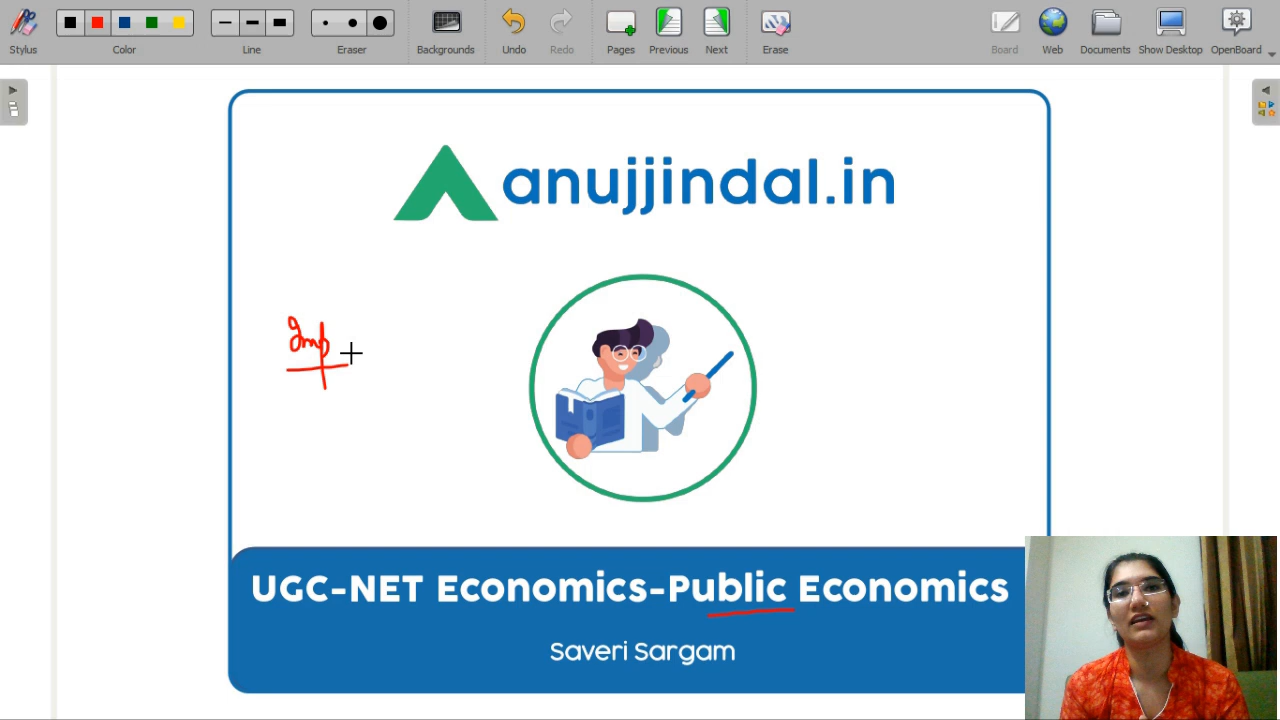 Stylus Color Line Eraser Backgrounds Undo Redo Pages Previous Next Erase Board Web Documents Show Desktop OpenBoard
anujjindal.in
Imp
UGC-NET Economics-Public Economics
Saveri Sargam